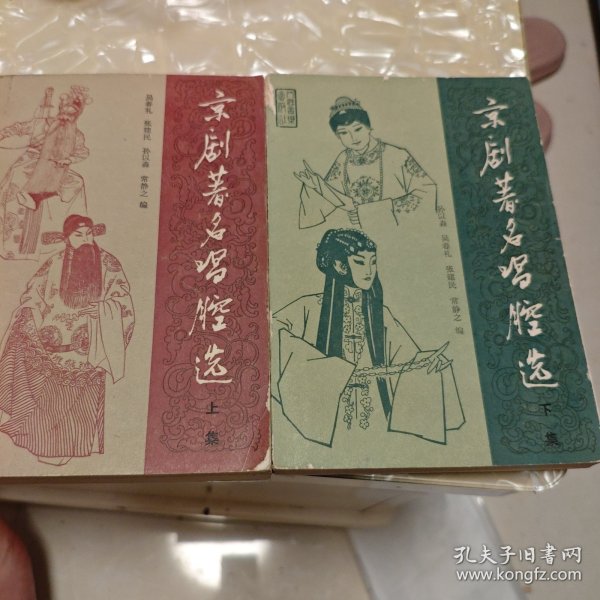 京剧著名唱腔选
上集
吴春礼 张建民 孙以森 常静之 编
京剧著名唱腔选
下集
孙以森 吴春礼 张建民 常静之 编
孔夫子旧书网
www.kongfz.com